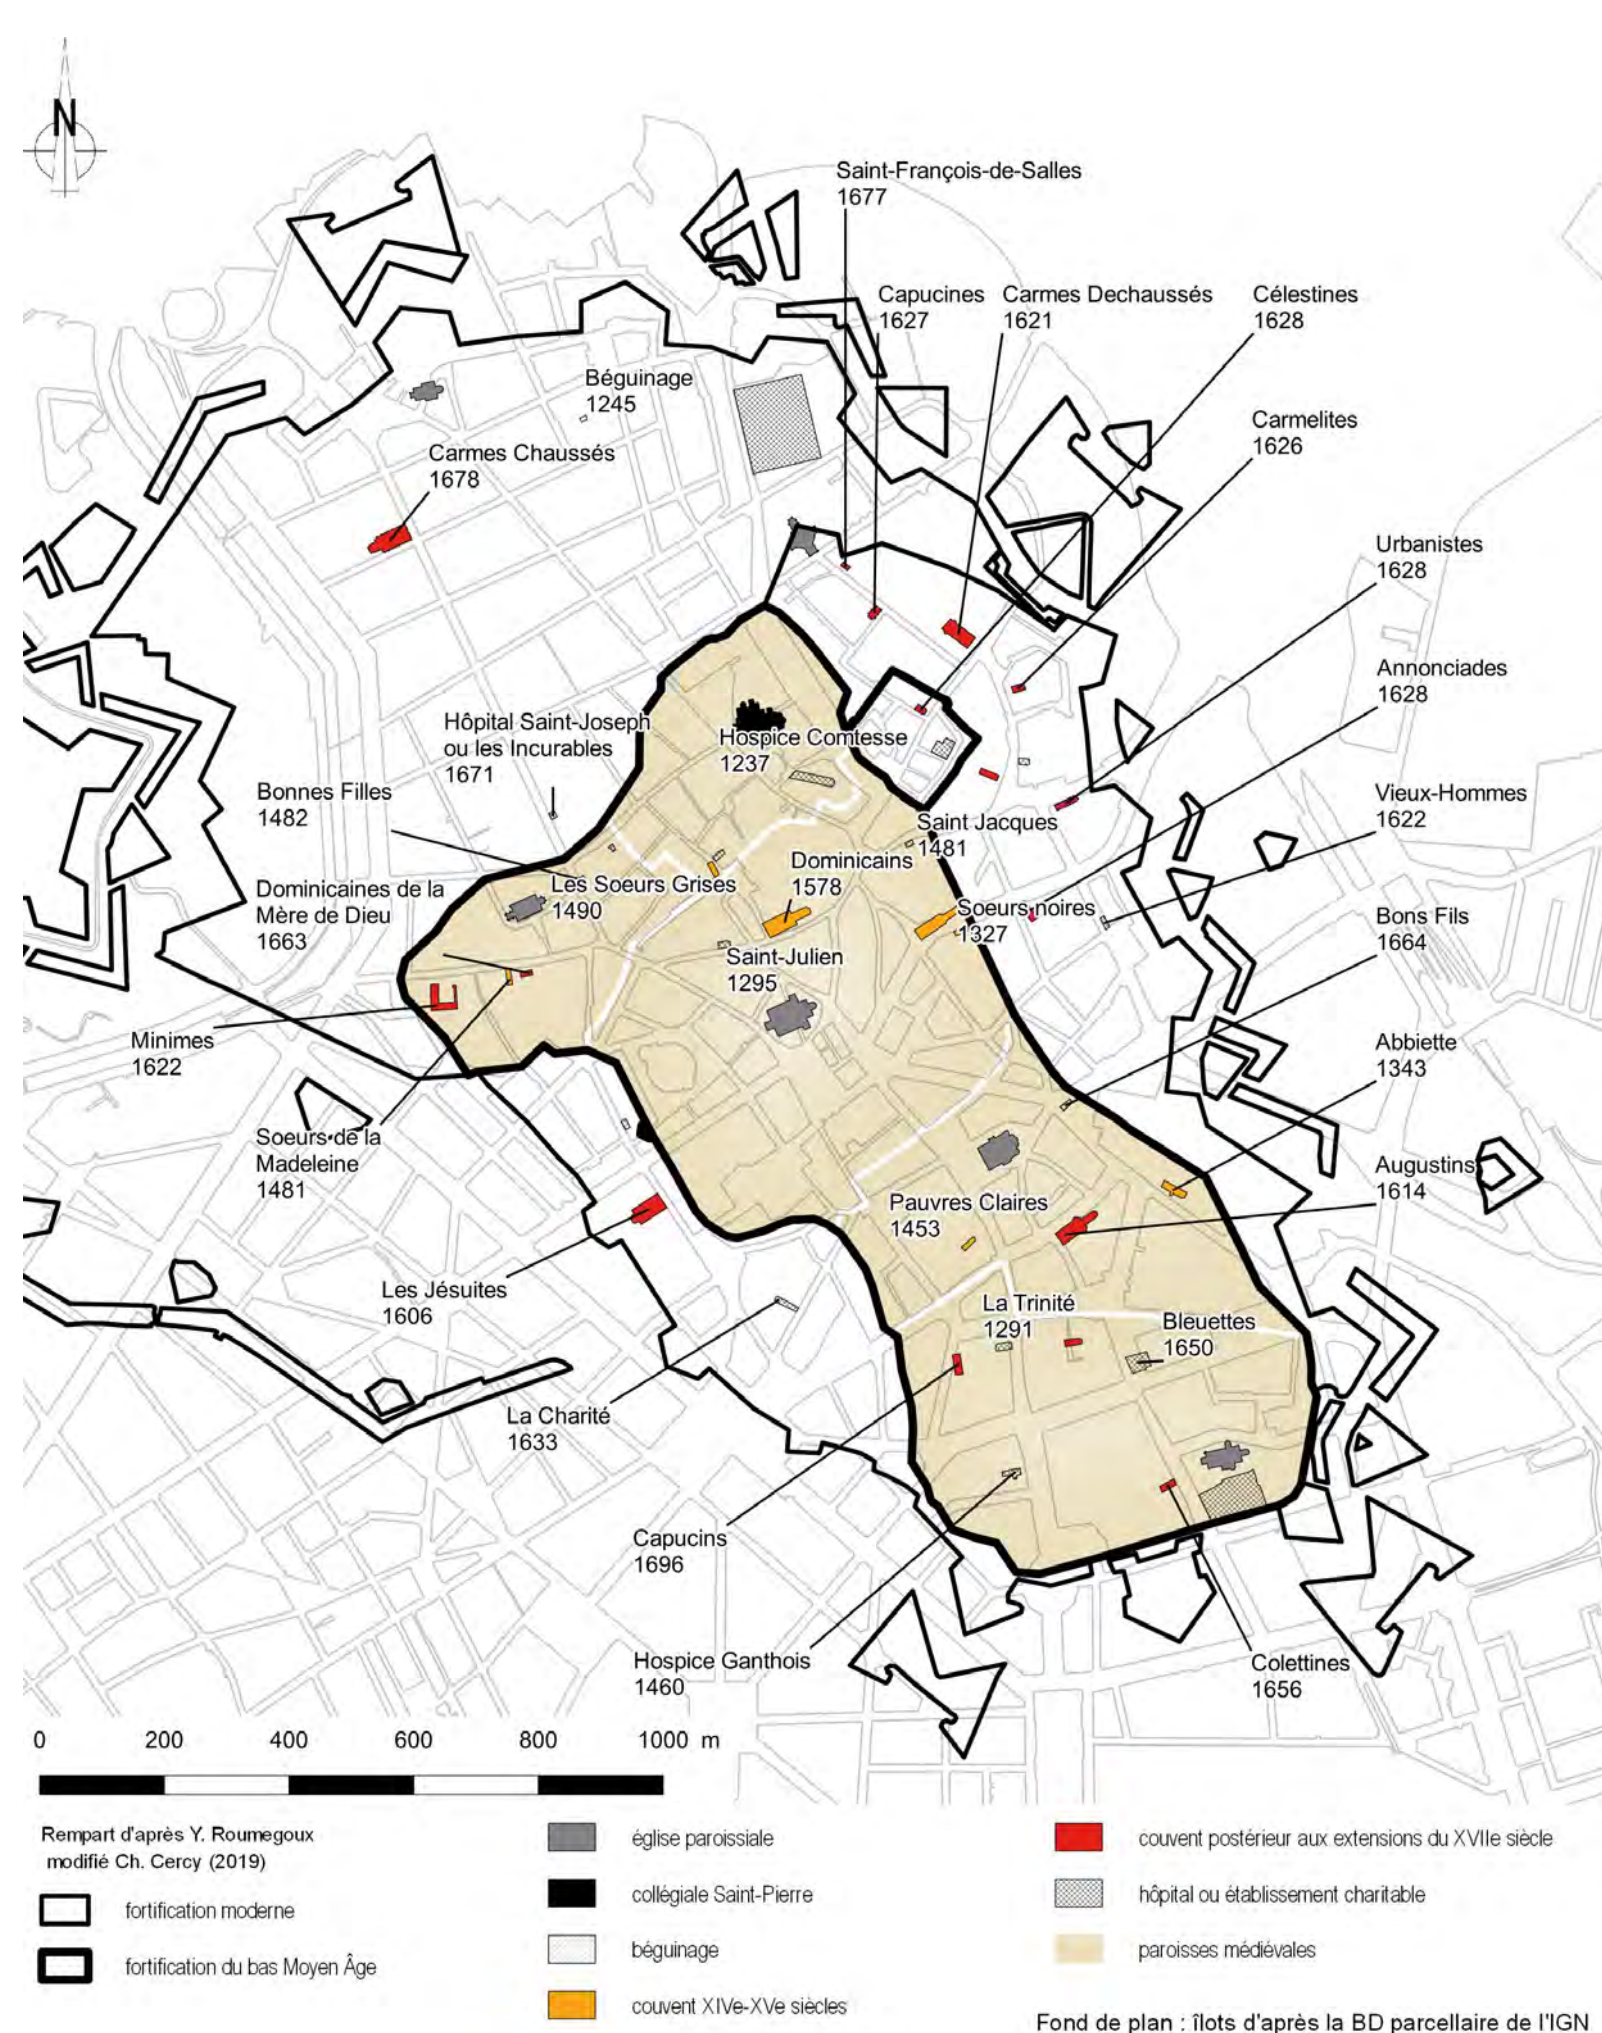 N
Saint-François-de-Salles
1677
Capucines
1627
Carmes Dechaussés
1621
Célestines
1628
Béguinage
1245
Carmelites
1626
Carmes Chaussés
1678
Urbanistes
1628
Annonciades
1628
Hôpital Saint-Joseph
ou les Incurables
1671
Hospice Comtesse
1237
Bonnes Filles
1482
Vieux-Hommes
1622
Saint Jacques
1481
Dominicains
1578
Les Soeurs Grises
1490
Dominicaines de la
Mère de Dieu
1663
Soeurs noires
1327
Bons Fils
1664
Saint-Julien
1295
Minimes
1622
Abbiette
1343
Soeurs de la
Madeleine
1481
Augustins
1614
Pauvres Claires
1453
Les Jésuites
1606
La Trinité
1291
Bleuettes
1650
La Charité
1633
Capucins
1696
Hospice Ganthois
1460
Colettines
1656
0 200 400 600 800 1000 m
Rempart d'après Y. Roumegoux
modifié Ch. Cercy (2019)
fortification moderne
fortification du bas Moyen Âge
église paroissiale
collégiale Saint-Pierre
béguinage
couvent XIVe-XVe siècles
couvent postérieur aux extensions du XVIIe siècle
hôpital ou établissement charitable
paroisses médiévales
Fond de plan : îlots d'après la BD parcellaire de l'IGN